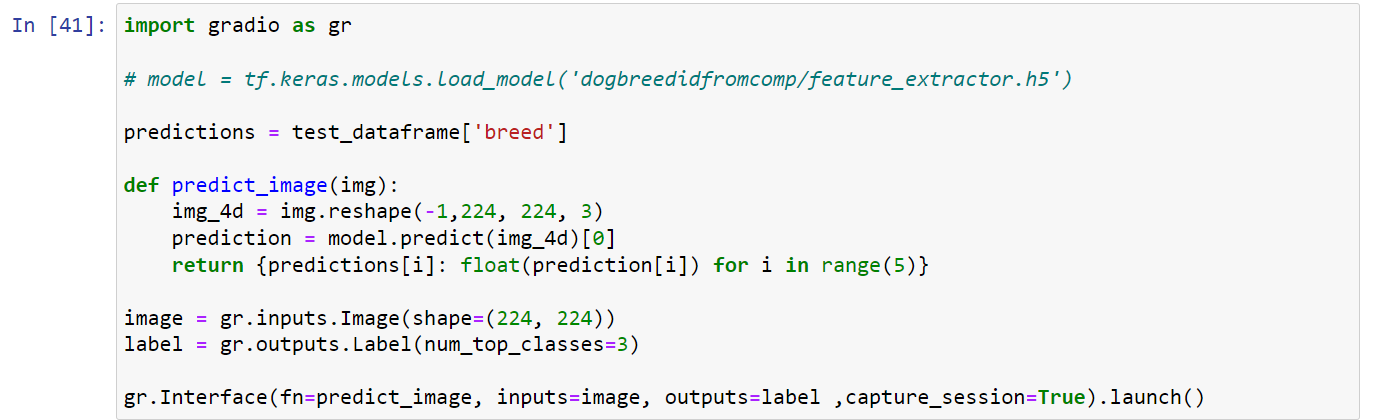 In [41]: import gradio as gr
# model = tf.keras.models.load_model('dogbreedidfromcomp/feature_extractor.h5')
predictions = test_dataframe['breed']
def predict_image(img):
    img_4d = img.reshape(-1,224, 224, 3)
    prediction = model.predict(img_4d)[0]
    return {predictions[i]: float(prediction[i]) for i in range(5)}
image = gr.inputs.Image(shape=(224, 224))
label = gr.outputs.Label(num_top_classes=3)
gr.Interface(fn=predict_image, inputs=image, outputs=label ,capture_session=True).launch()